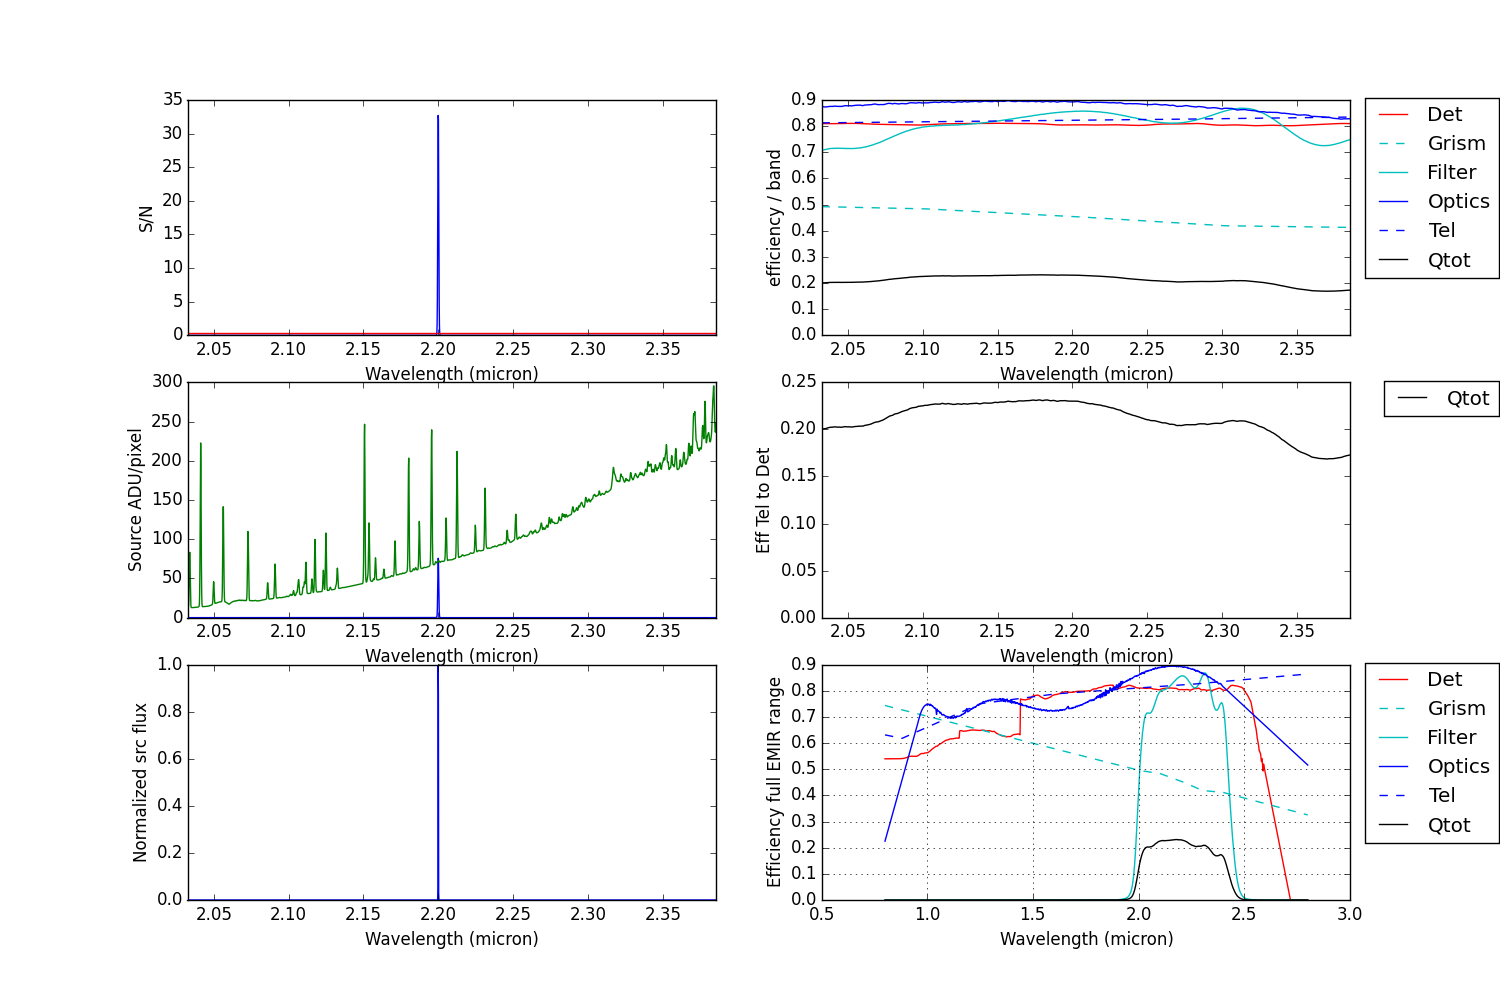 S/N
35
30
25
20
15
10
5
0
2.05 2.10 2.15 2.20 2.25 2.30 2.35
Wavelength (micron)
efficiency / band
0.9
0.8
0.7
0.6
0.5
0.4
0.3
0.2
0.1
0.0
2.05 2.10 2.15 2.20 2.25 2.30 2.35
Wavelength (micron)
Det
Grism
Filter
Optics
Tel
Qtot
Source ADU/pixel
300
250
200
150
100
50
0
2.05 2.10 2.15 2.20 2.25 2.30 2.35
Wavelength (micron)
Eff Tel to Det
0.25
0.20
0.15
0.10
0.05
0.00
2.05 2.10 2.15 2.20 2.25 2.30 2.35
Wavelength (micron)
Qtot
Normalized src flux
1.0
0.8
0.6
0.4
0.2
0.0
2.05 2.10 2.15 2.20 2.25 2.30 2.35
Wavelength (micron)
Efficiency full EMIR range
0.9
0.8
0.7
0.6
0.5
0.4
0.3
0.2
0.1
0.0
0.5 1.0 1.5 2.0 2.5 3.0
Wavelength (micron)
Det
Grism
Filter
Optics
Tel
Qtot